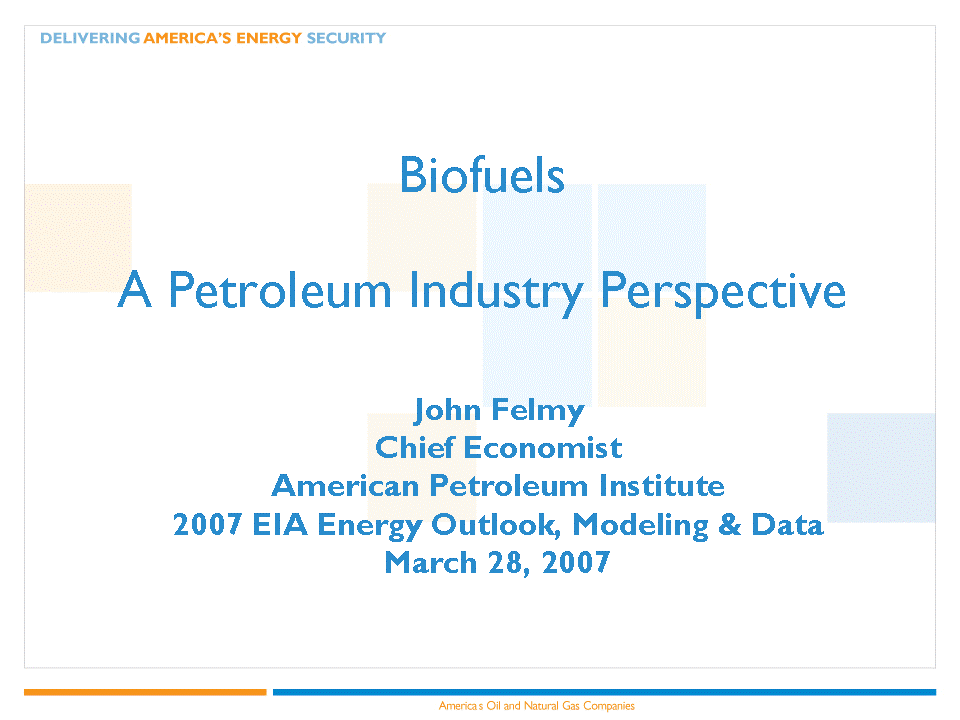 DELIVERING AMERICA'S ENERGY SECURITY
Biofuels
A Petroleum Industry Perspective
John Felmy
Chief Economist
American Petroleum Institute
2007 EIA Energy Outlook, Modeling & Data
March 28, 2007
America's Oil and Natural Gas Companies